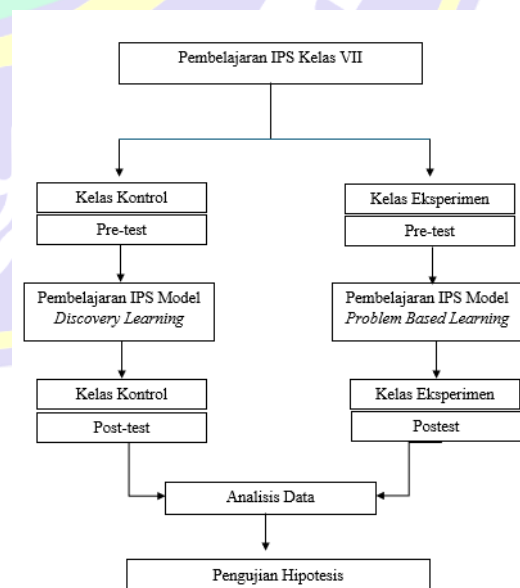 Pembelajaran IPS Kelas VII
Kelas Kontrol
Pre-test
Kelas Eksperimen
Pre-test
Pembelajaran IPS Model
Discovery Learning
Pembelajaran IPS Model
Problem Based Learning
Kelas Kontrol
Post-test
Kelas Eksperimen
Postest
Analisis Data
Pengujian Hipotesis